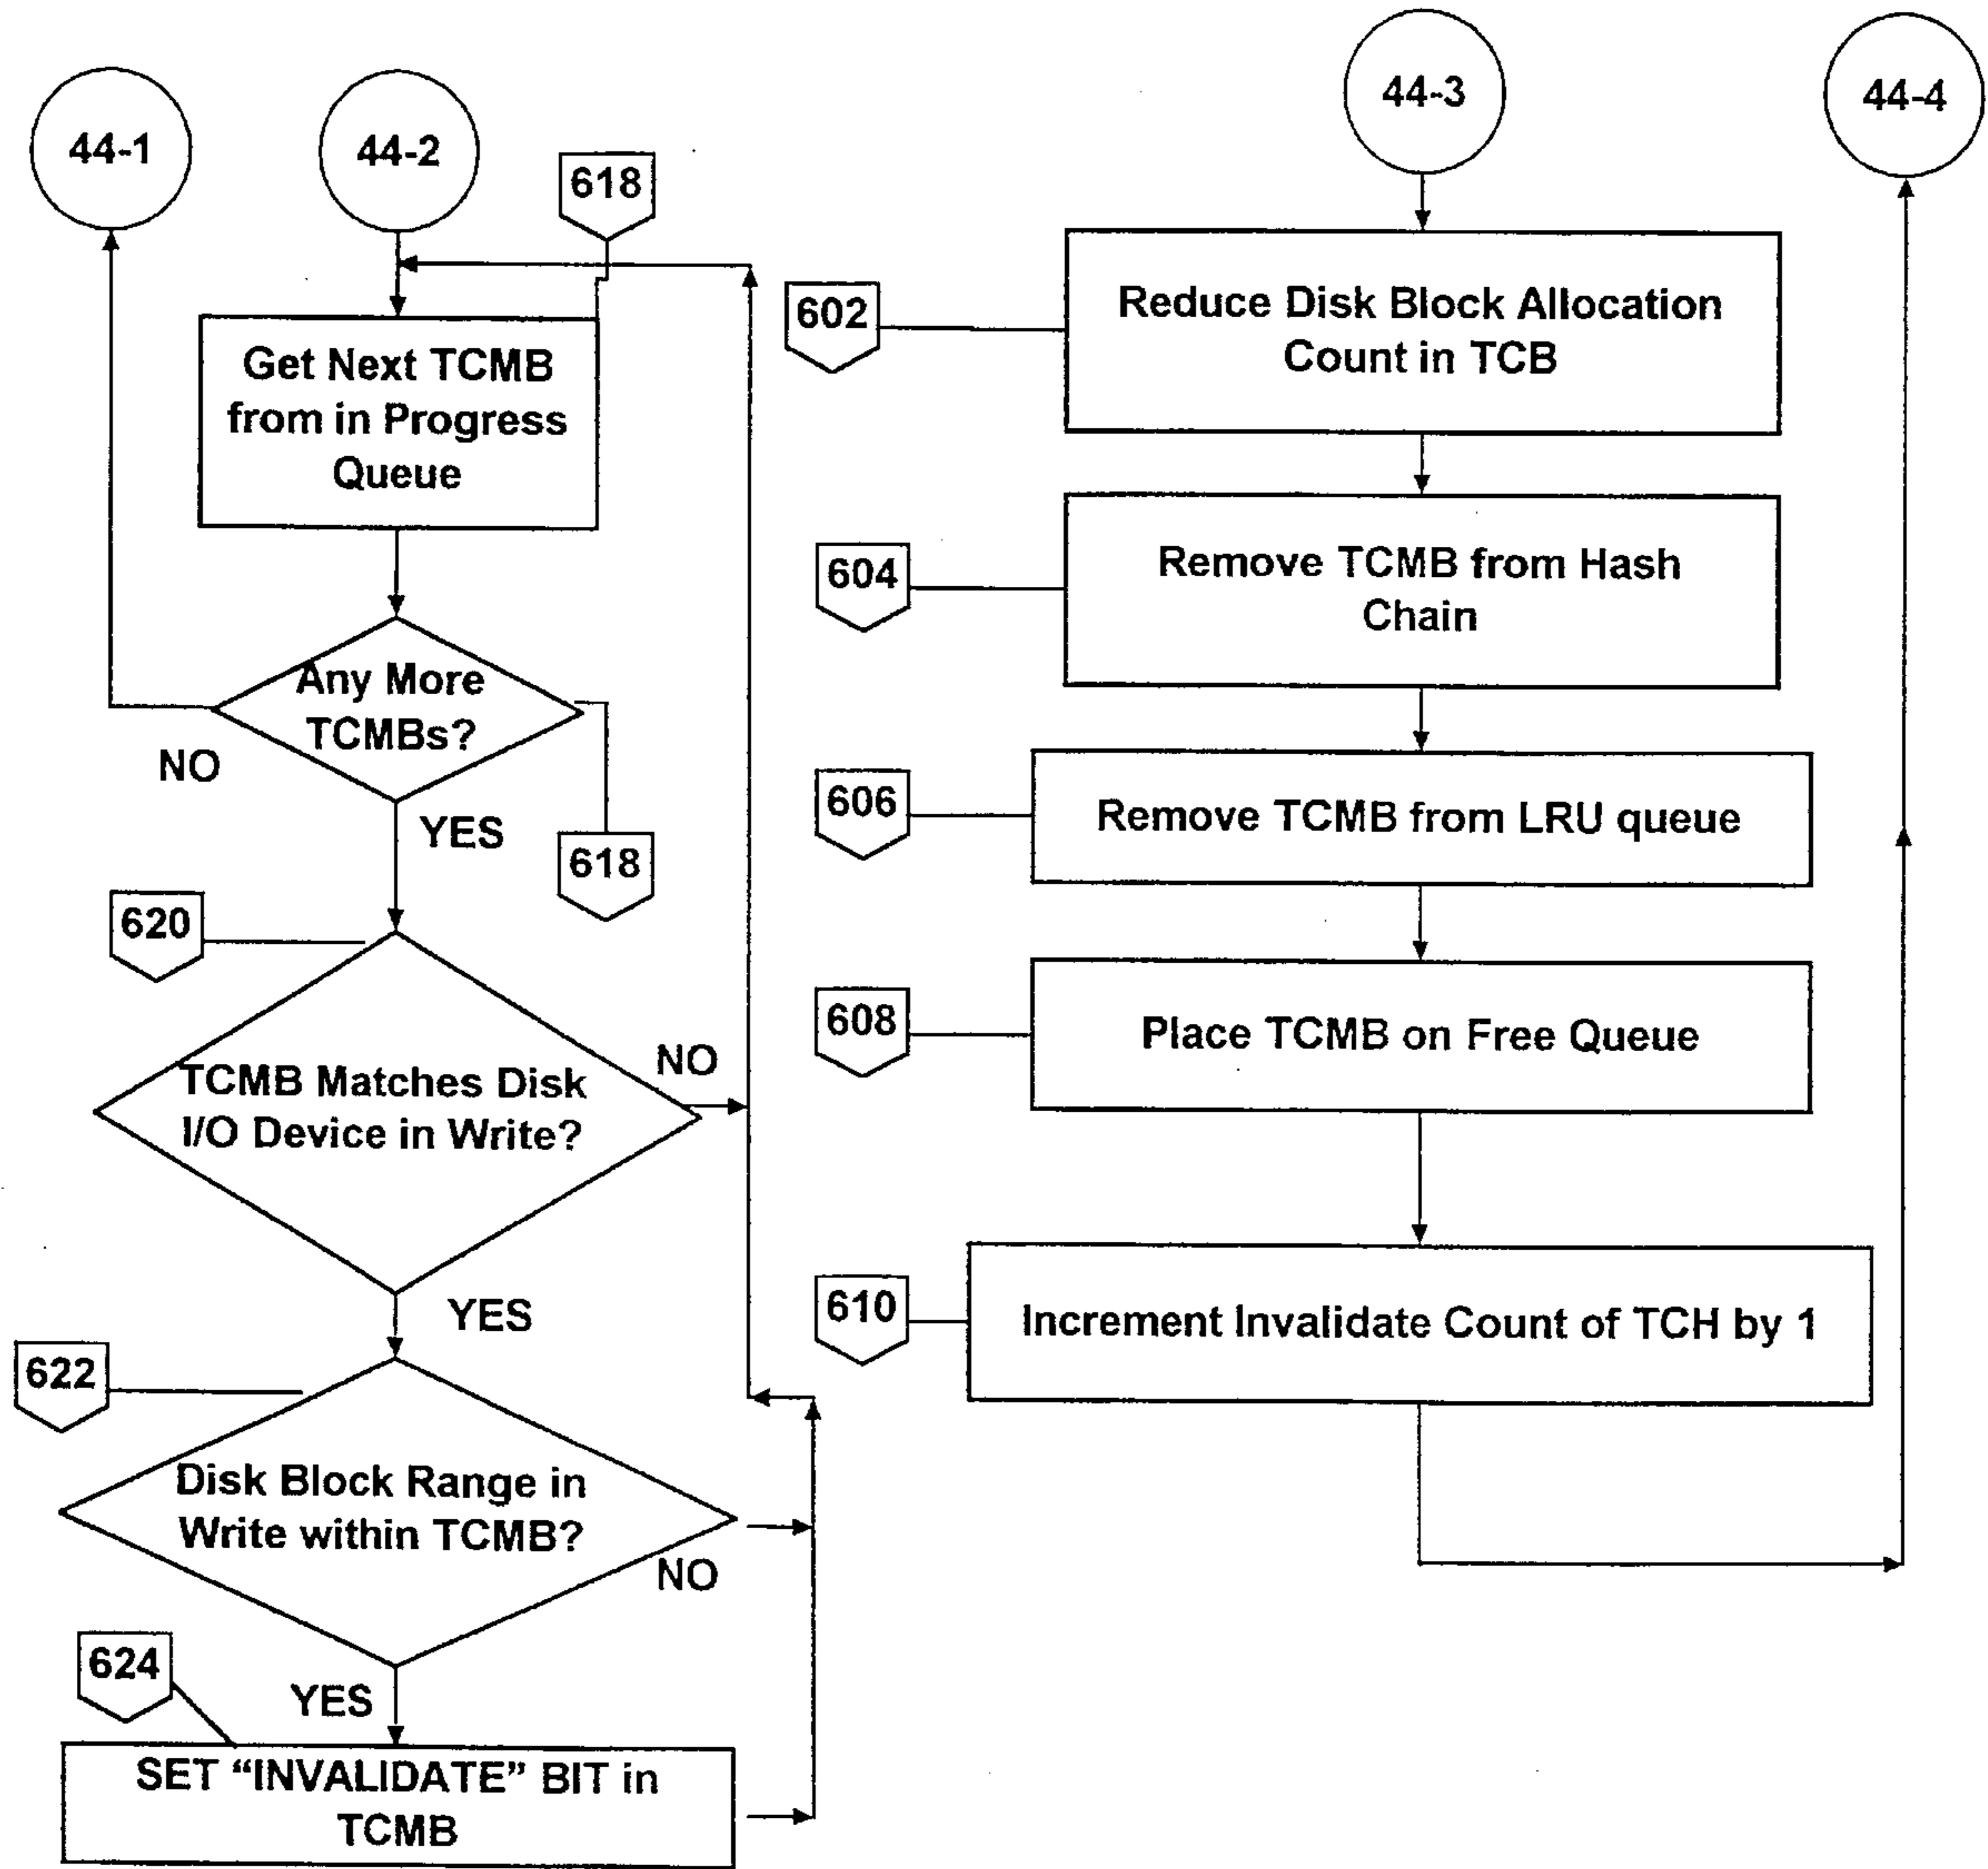 44-1
44-2
618
Get Next TCMB
from in Progress
Queue
Any More
TCMBs?
NO
YES
618
620
TCMB Matches Disk
I/O Device in Write?
NO
YES
622
Disk Block Range in
Write within TCMB?
NO
YES
624
SET “INVALIDATE” BIT in
TCMB
44-3
44-4
602
Reduce Disk Block Allocation
Count in TCB
604
Remove TCMB from Hash
Chain
606
Remove TCMB from LRU queue
608
Place TCMB on Free Queue
610
Increment Invalidate Count of TCH by 1